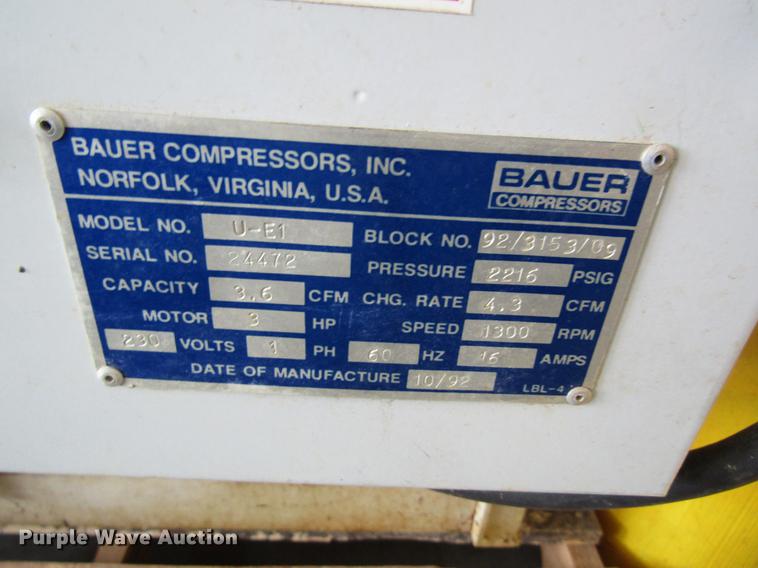 BAUER COMPRESSORS, INC.
NORFOLK, VIRGINIA, U.S.A.
BAUER
COMPRESSORS
MODEL NO. U-E1 BLOCK NO. 92/3153/09
SERIAL NO. 24472 PRESSURE 2216 PSIG
CAPACITY 3.6 CFM CHG. RATE 4.3 CFM
MOTOR 3 HP SPEED 1300 RPM
230 VOLTS 1 PH 60 HZ 16 AMPS
DATE OF MANUFACTURE 10/92 LBL-4
Purple Wave Auction